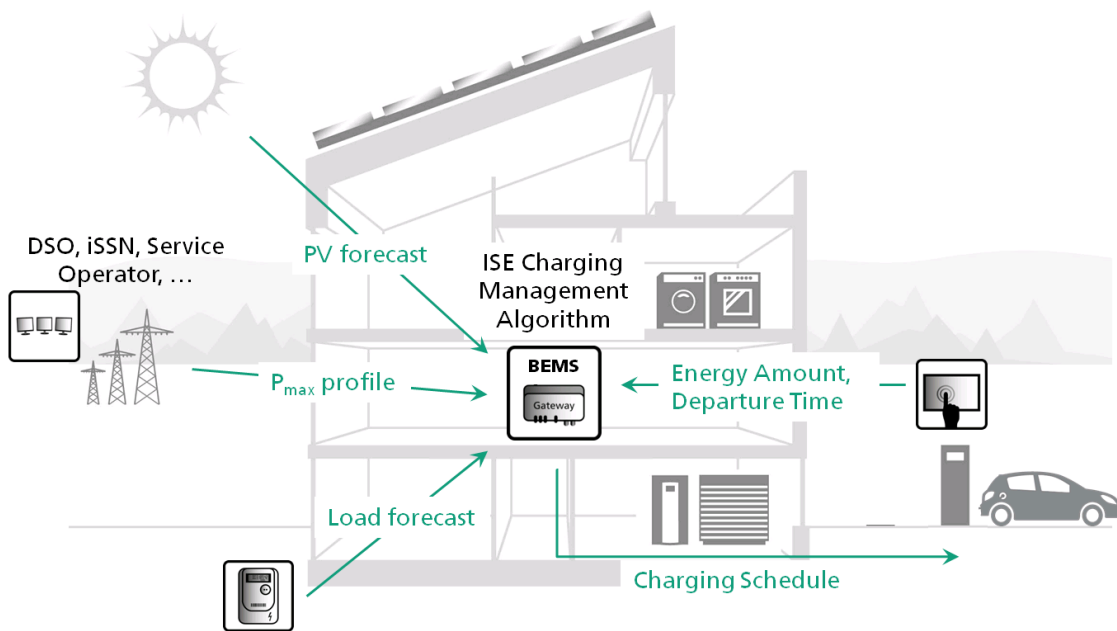 DSO, iSSN, Service
Operator, …
PV forecast
ISE Charging
Management
Algorithm
BEMS
Gateway
Pmax profile
Energy Amount,
Departure Time
Load forecast
Charging Schedule